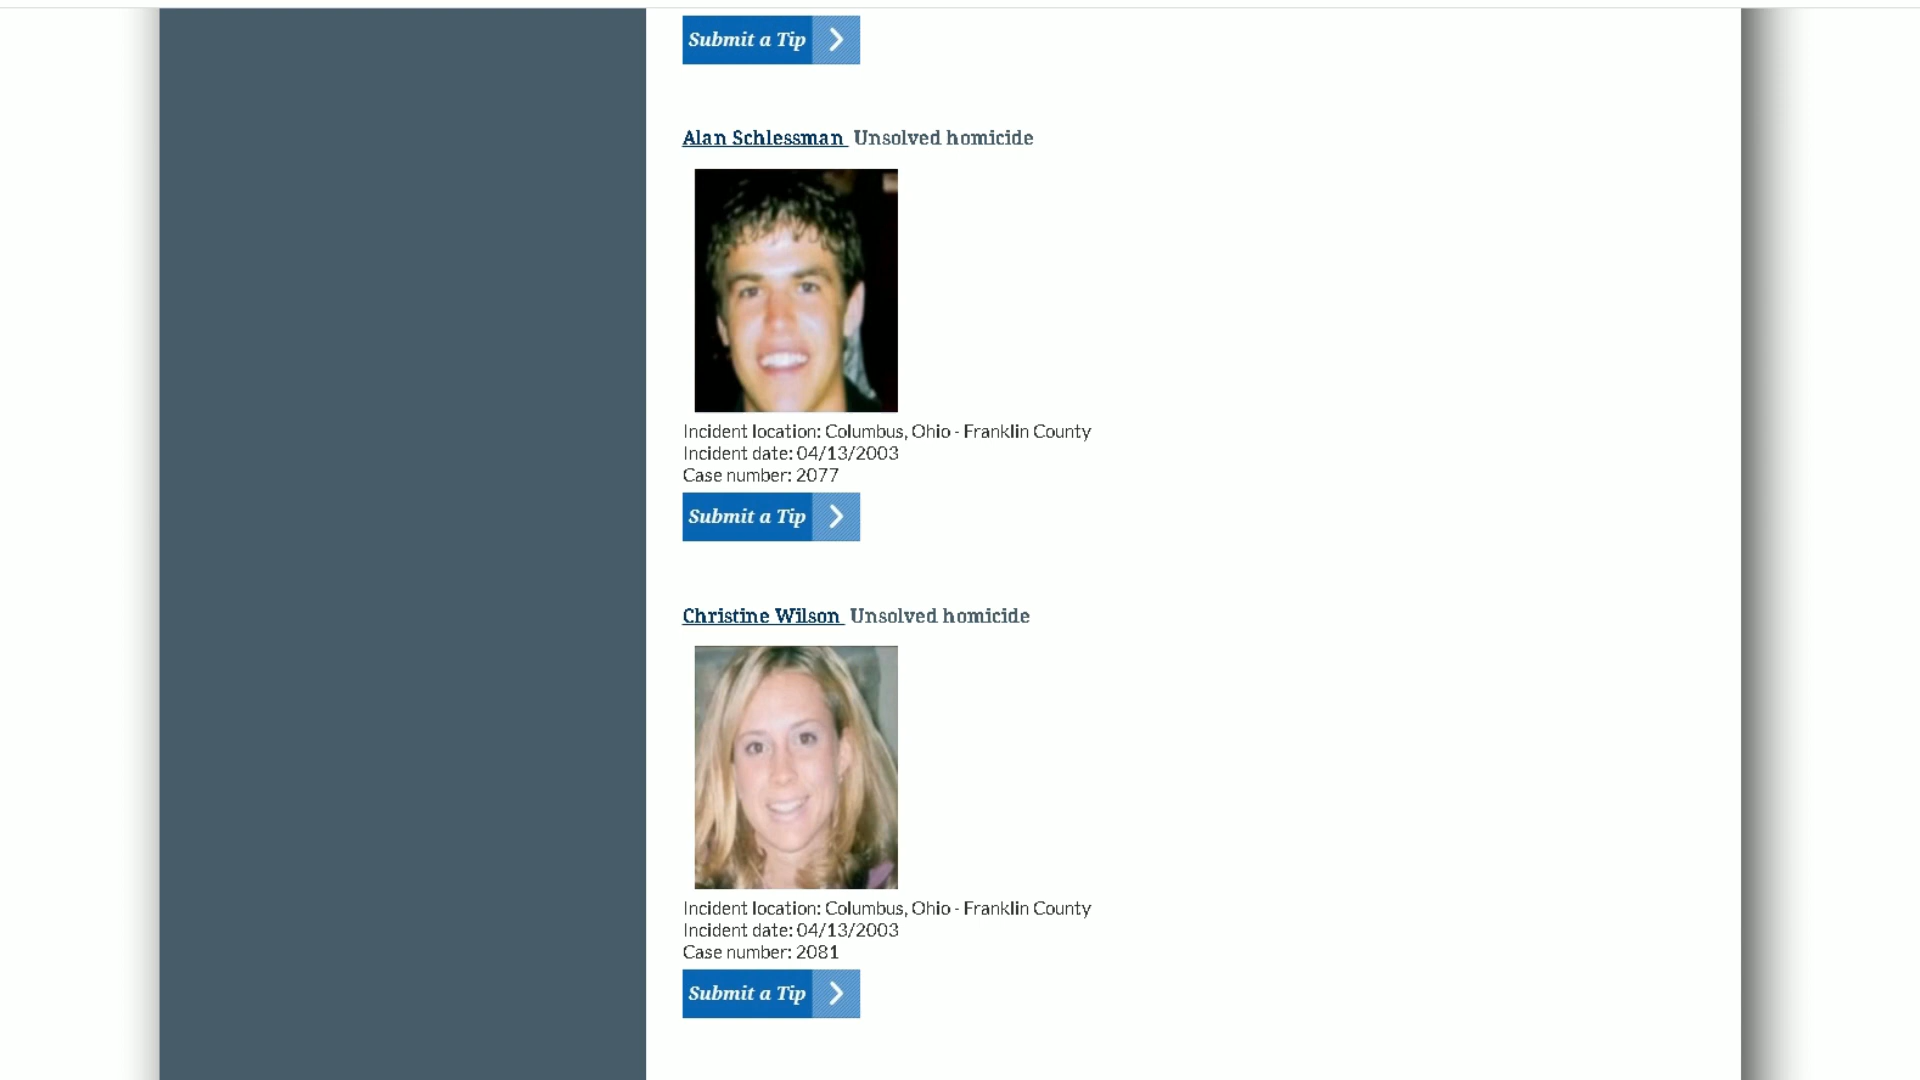 Submit a Tip
Alan Schlessman Unsolved homicide
Incident location: Columbus, Ohio - Franklin County
Incident date: 04/13/2003
Case number: 2077
Submit a Tip
Christine Wilson Unsolved homicide
Incident location: Columbus, Ohio - Franklin County
Incident date: 04/13/2003
Case number: 2081
Submit a Tip